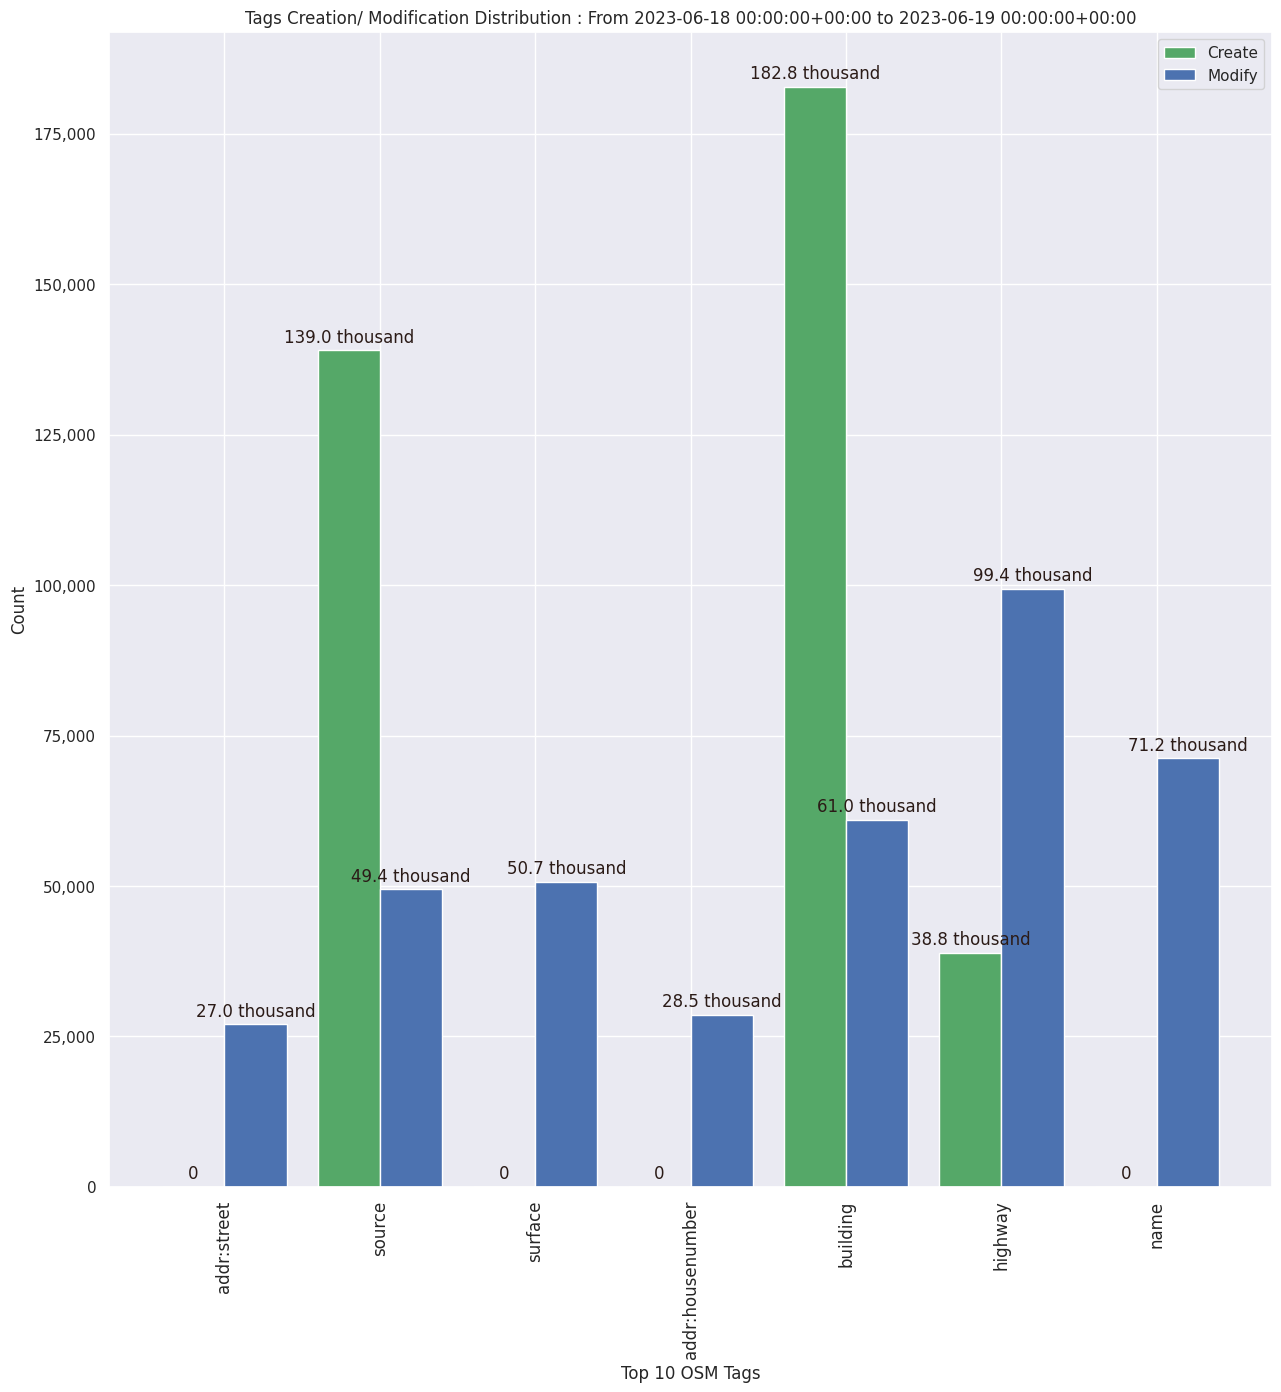 Tags Creation/ Modification Distribution : From 2023-06-18 00:00:00+00:00 to 2023-06-19 00:00:00+00:00
Create
Modify
182.8 thousand
175,000
150,000
139.0 thousand
125,000
100,000
99.4 thousand
Count
75,000
71.2 thousand
61.0 thousand
50,000
49.4 thousand
50.7 thousand
38.8 thousand
25,000
27.0 thousand
28.5 thousand
0
0
0
0
0
addr:street
source
surface
addr:housenumber
building
highway
name
Top 10 OSM Tags